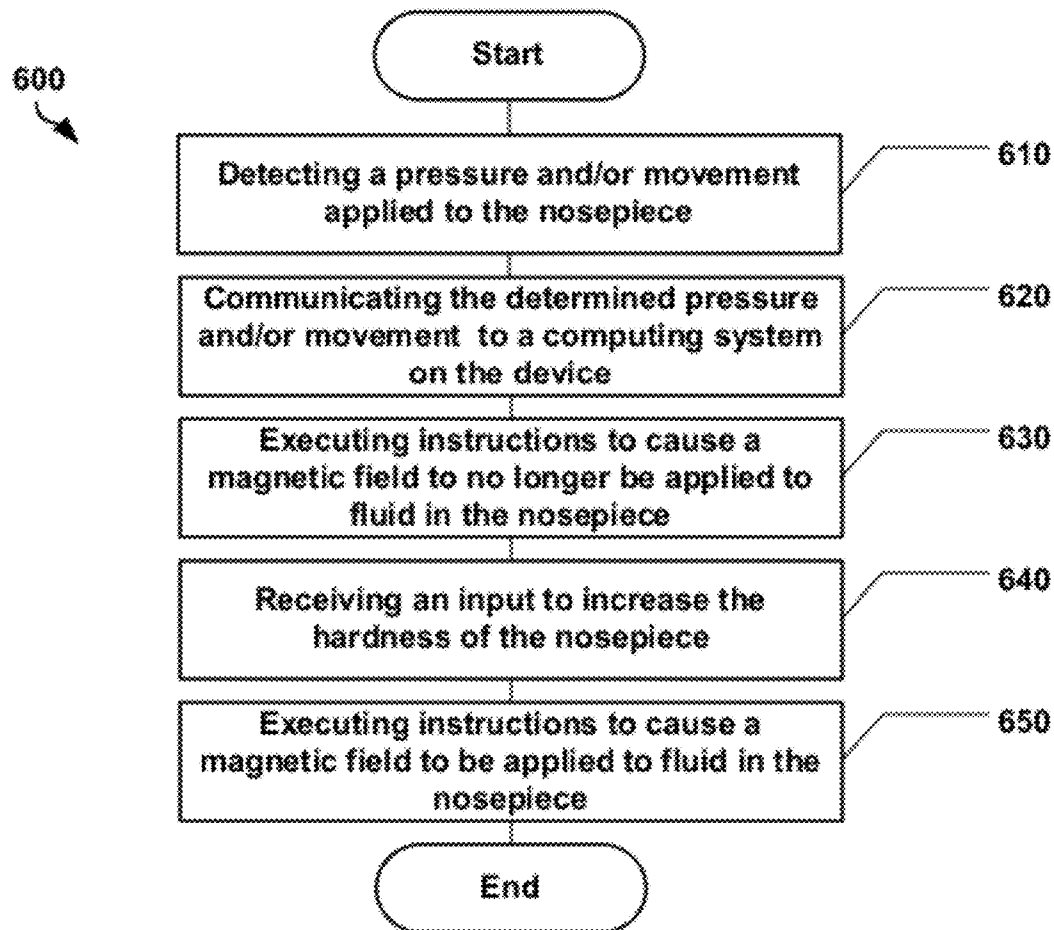 Start
600
Detecting a pressure and/or movement
applied to the nosepiece
610
Communicating the determined pressure
and/or movement to a computing system
on the device
620
Executing instructions to cause a
magnetic field to no longer be applied to
fluid in the nosepiece
630
Receiving an input to increase the
hardness of the nosepiece
640
Executing instructions to cause a
magnetic field to be applied to fluid in the
nosepiece
650
End